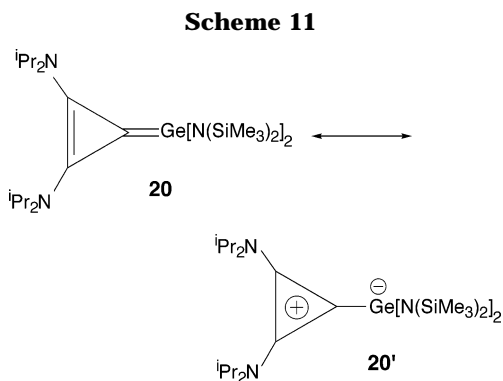 Scheme 11
iPr2N
Ge[N(SiMe3)2]2
iPr2N
20
iPr2N
⊖
⊕
Ge[N(SiMe3)2]2
iPr2N
20'